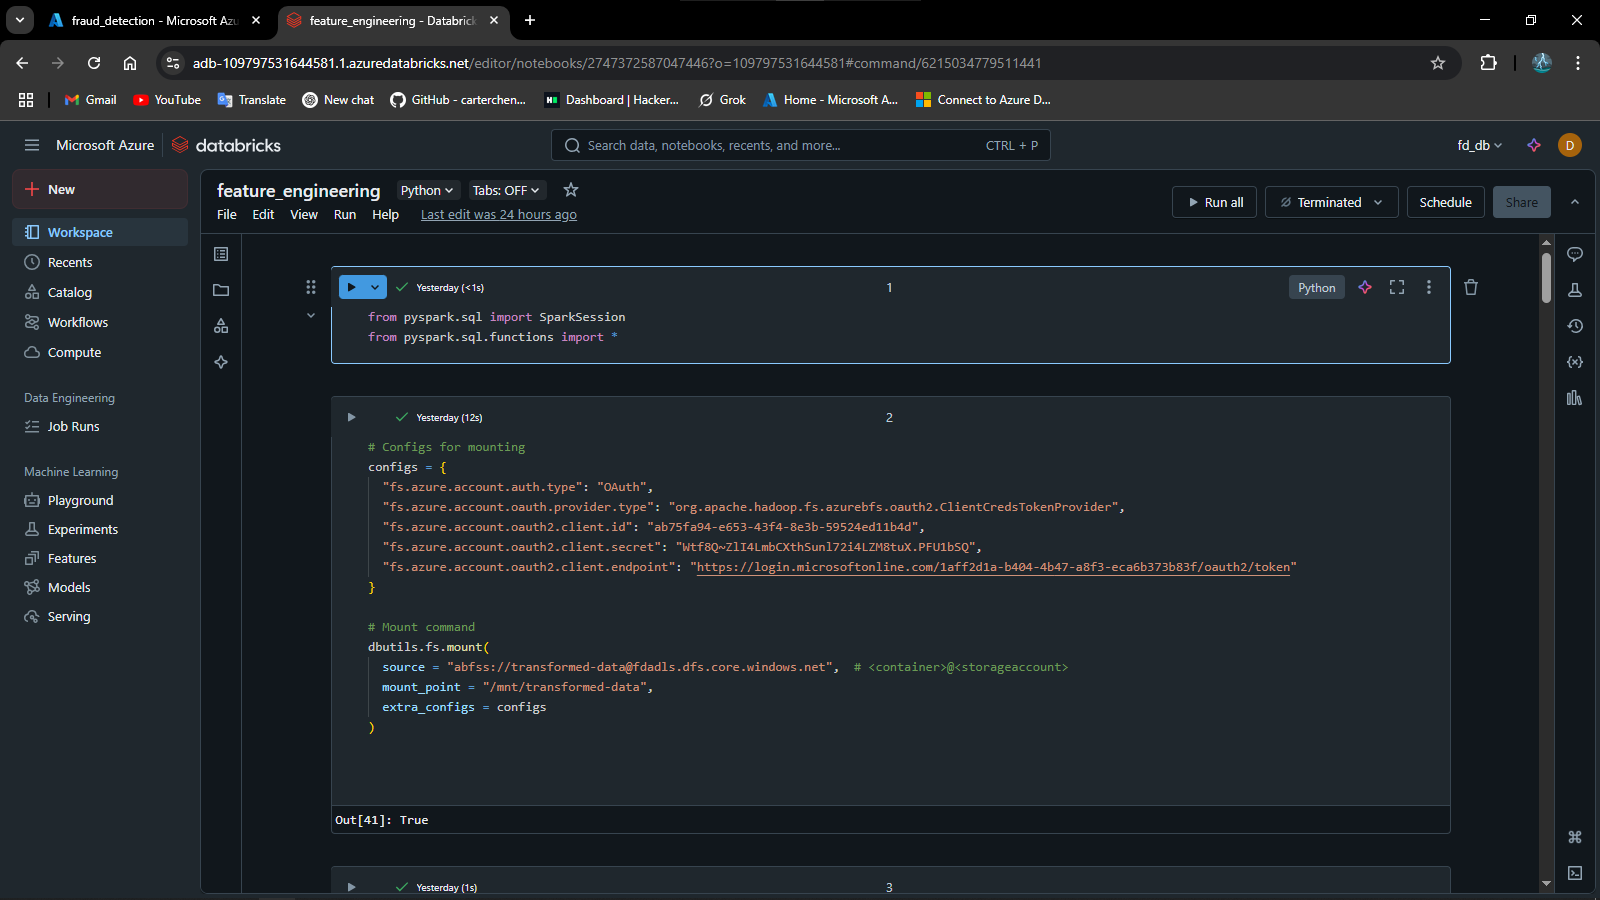 fraud_detection - Microsoft Azu
feature_engineering - Databrick
adb-109797531644581.1.azuredatabricks.net/editor/notebooks/2747372587047446?o=109797531644581#command/6215034779511441
Gmail
YouTube
Translate
New chat
GitHub - carterchen...
Dashboard | Hacker...
Grok
Home - Microsoft A...
Connect to Azure D...
Microsoft Azure
databricks
Search data, notebooks, recents, and more...
CTRL + P
fd_db
D
New
Workspace
Recents
Catalog
Workflows
Compute
Data Engineering
Job Runs
Machine Learning
Playground
Experiments
Features
Models
Serving
feature_engineering
Python
Tabs: OFF
File
Edit
View
Run
Help
Last edit was 24 hours ago
Run all
Terminated
Schedule
Share
Yesterday (<1s)
1
Python
from pyspark.sql import SparkSession
from pyspark.sql.functions import *
Yesterday (12s)
2
# Configs for mounting
configs = {
"fs.azure.account.auth.type": "OAuth",
"fs.azure.account.oauth.provider.type": "org.apache.hadoop.fs.azurebfs.oauth2.ClientCredsTokenProvider",
"fs.azure.account.oauth2.client.id": "ab75fa94-e653-43f4-8e3b-59524ed11b4d",
"fs.azure.account.oauth2.client.secret": "Wtf8Q~ZlI4LmbCXthSunl72i4LZM8tuX.PFU1bSQ",
"fs.azure.account.oauth2.client.endpoint": "https://login.microsoftonline.com/1aff2d1a-b404-4b47-a8f3-eca6b373b83f/oauth2/token"
}
# Mount command
dbutils.fs.mount(
source = "abfss://transformed-data@fdadls.dfs.core.windows.net", # <container>@<storageaccount>
mount_point = "/mnt/transformed-data",
extra_configs = configs
)
Out[41]: True
Yesterday (1s)
3